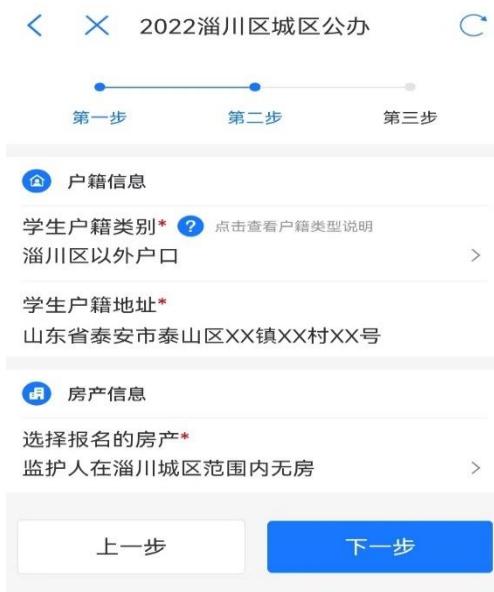 2022淄川区城区公办
第一步 第二步 第三步
户籍信息
学生户籍类别* ? 点击查看户籍类型说明
淄川区以外户口
学生户籍地址*
山东省泰安市泰山区XX镇XX村XX号
房产信息
选择报名的房产*
监护人在淄川城区范围内无房
上一步 下一步